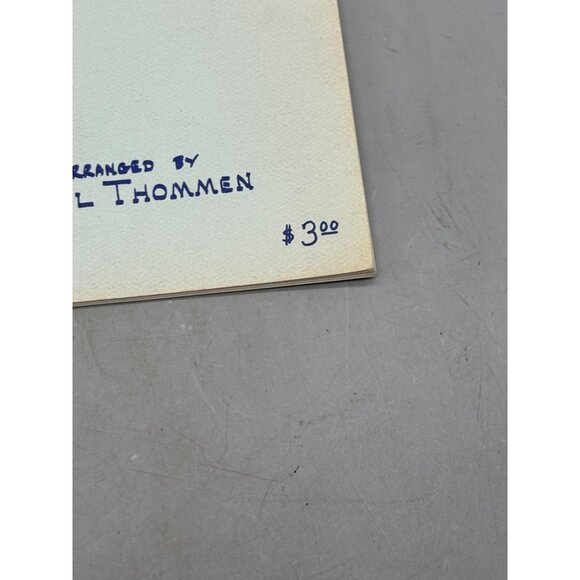 RRANGED BY
L THOMMEN
$3.00